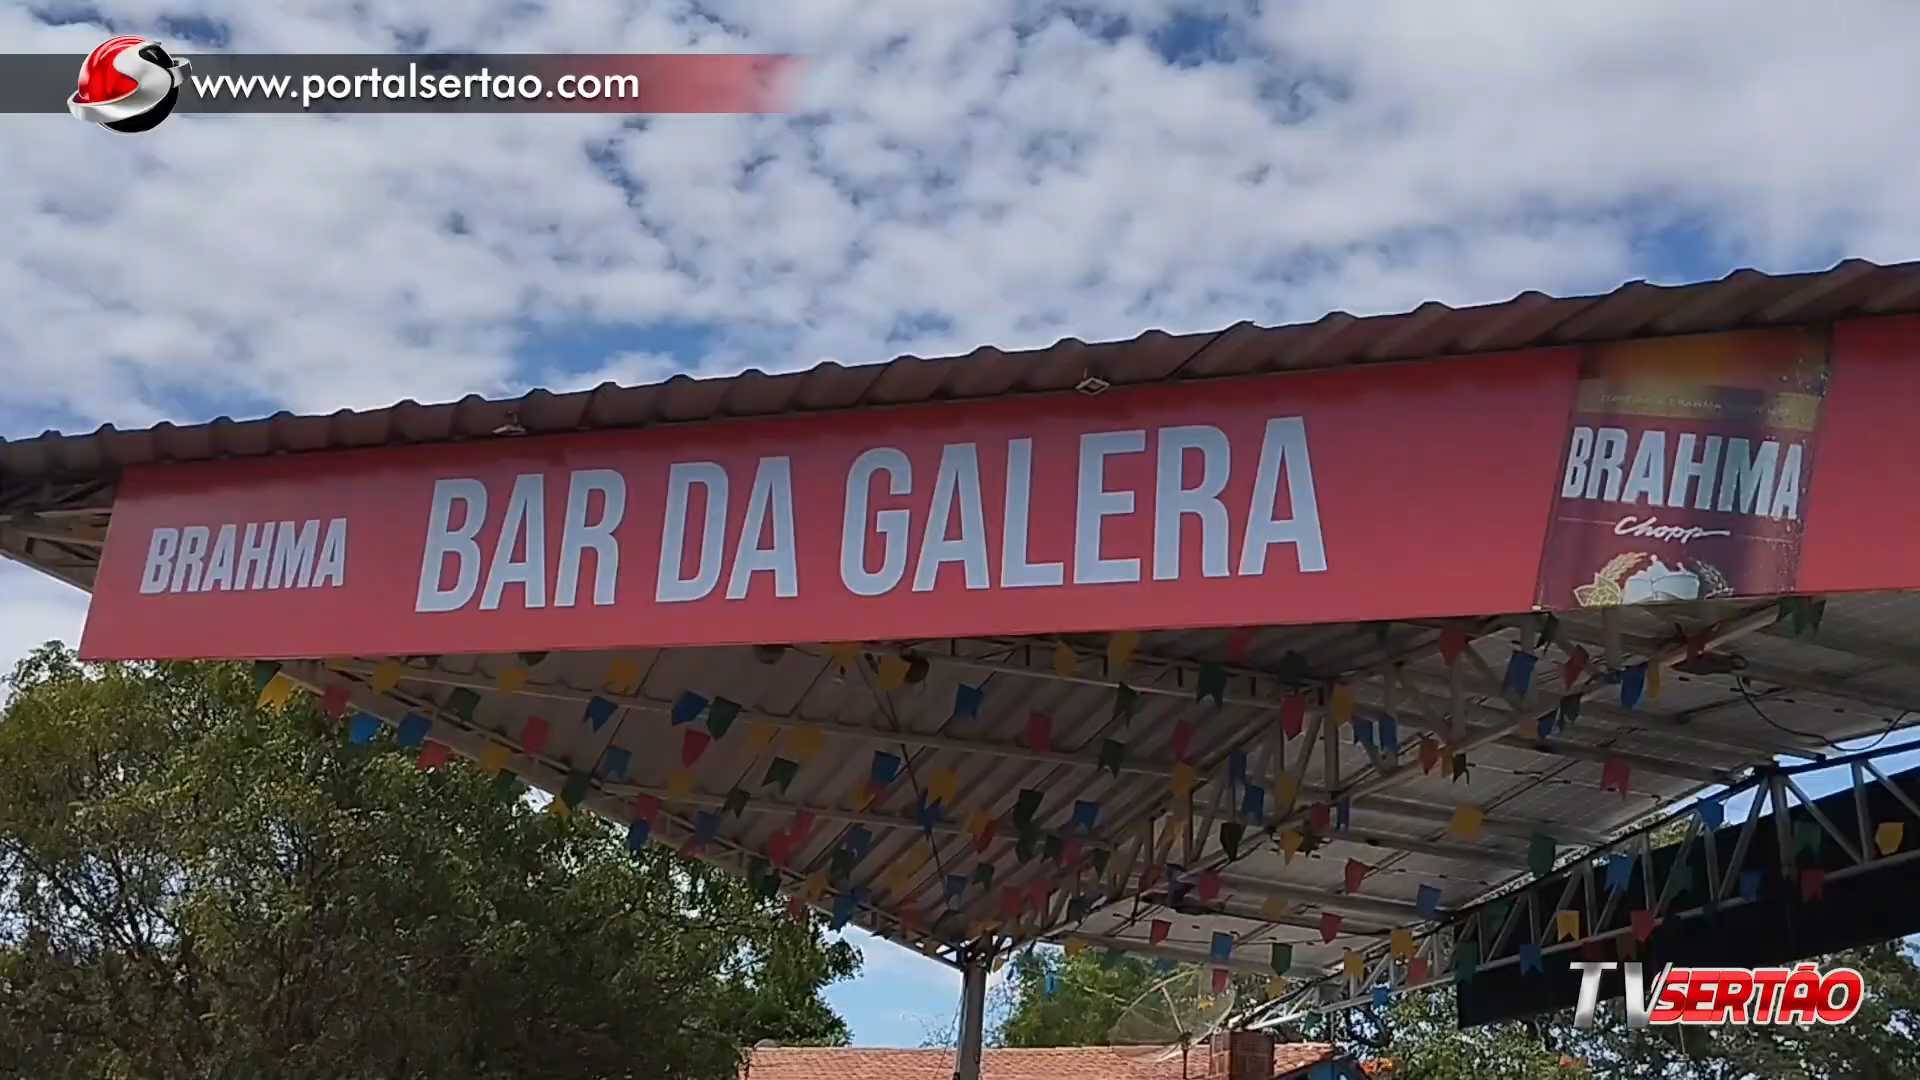 www.portalsertao.com
BRAHMA BAR DA GALERA
BRAHMA
Chopp
TV SERTÃO